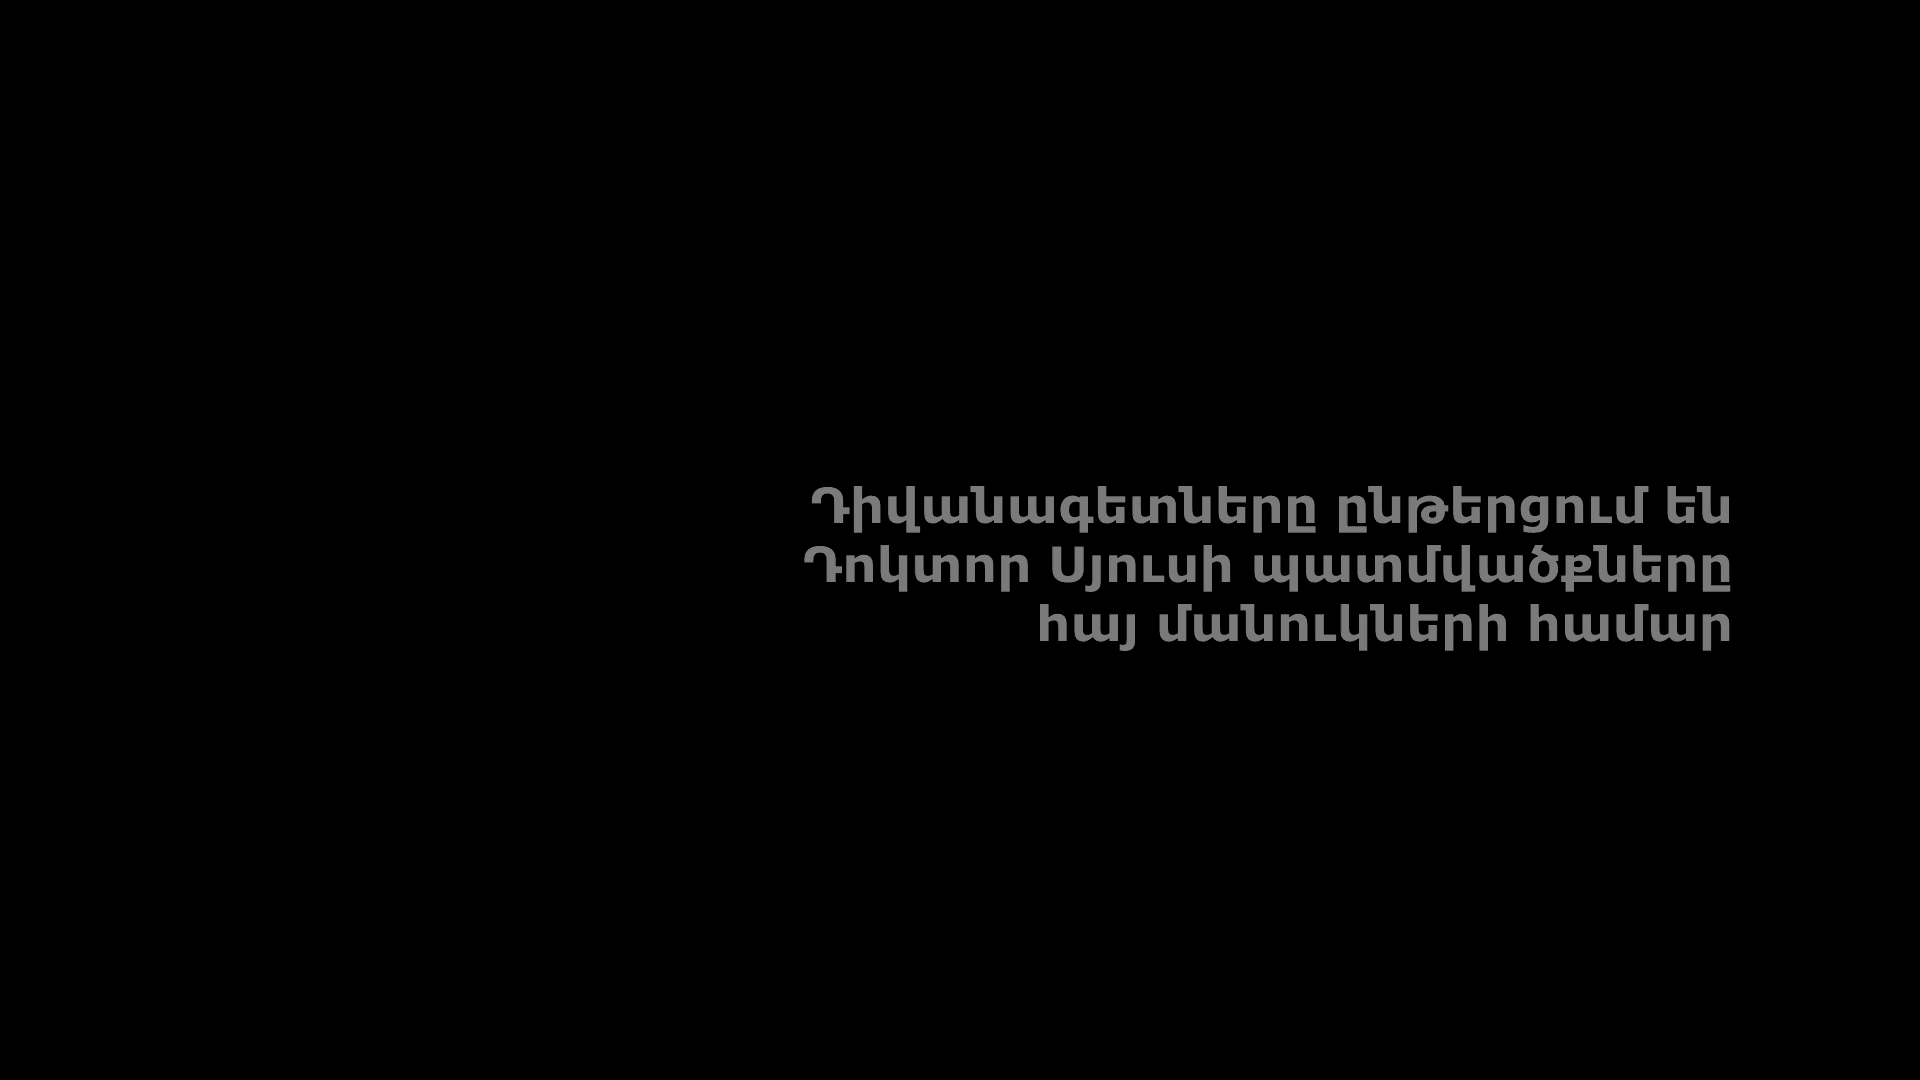 Դիվանագետները ընթերցում են
Դոկտոր Սյուսի պատմվածքները
հայ մանուկների համար